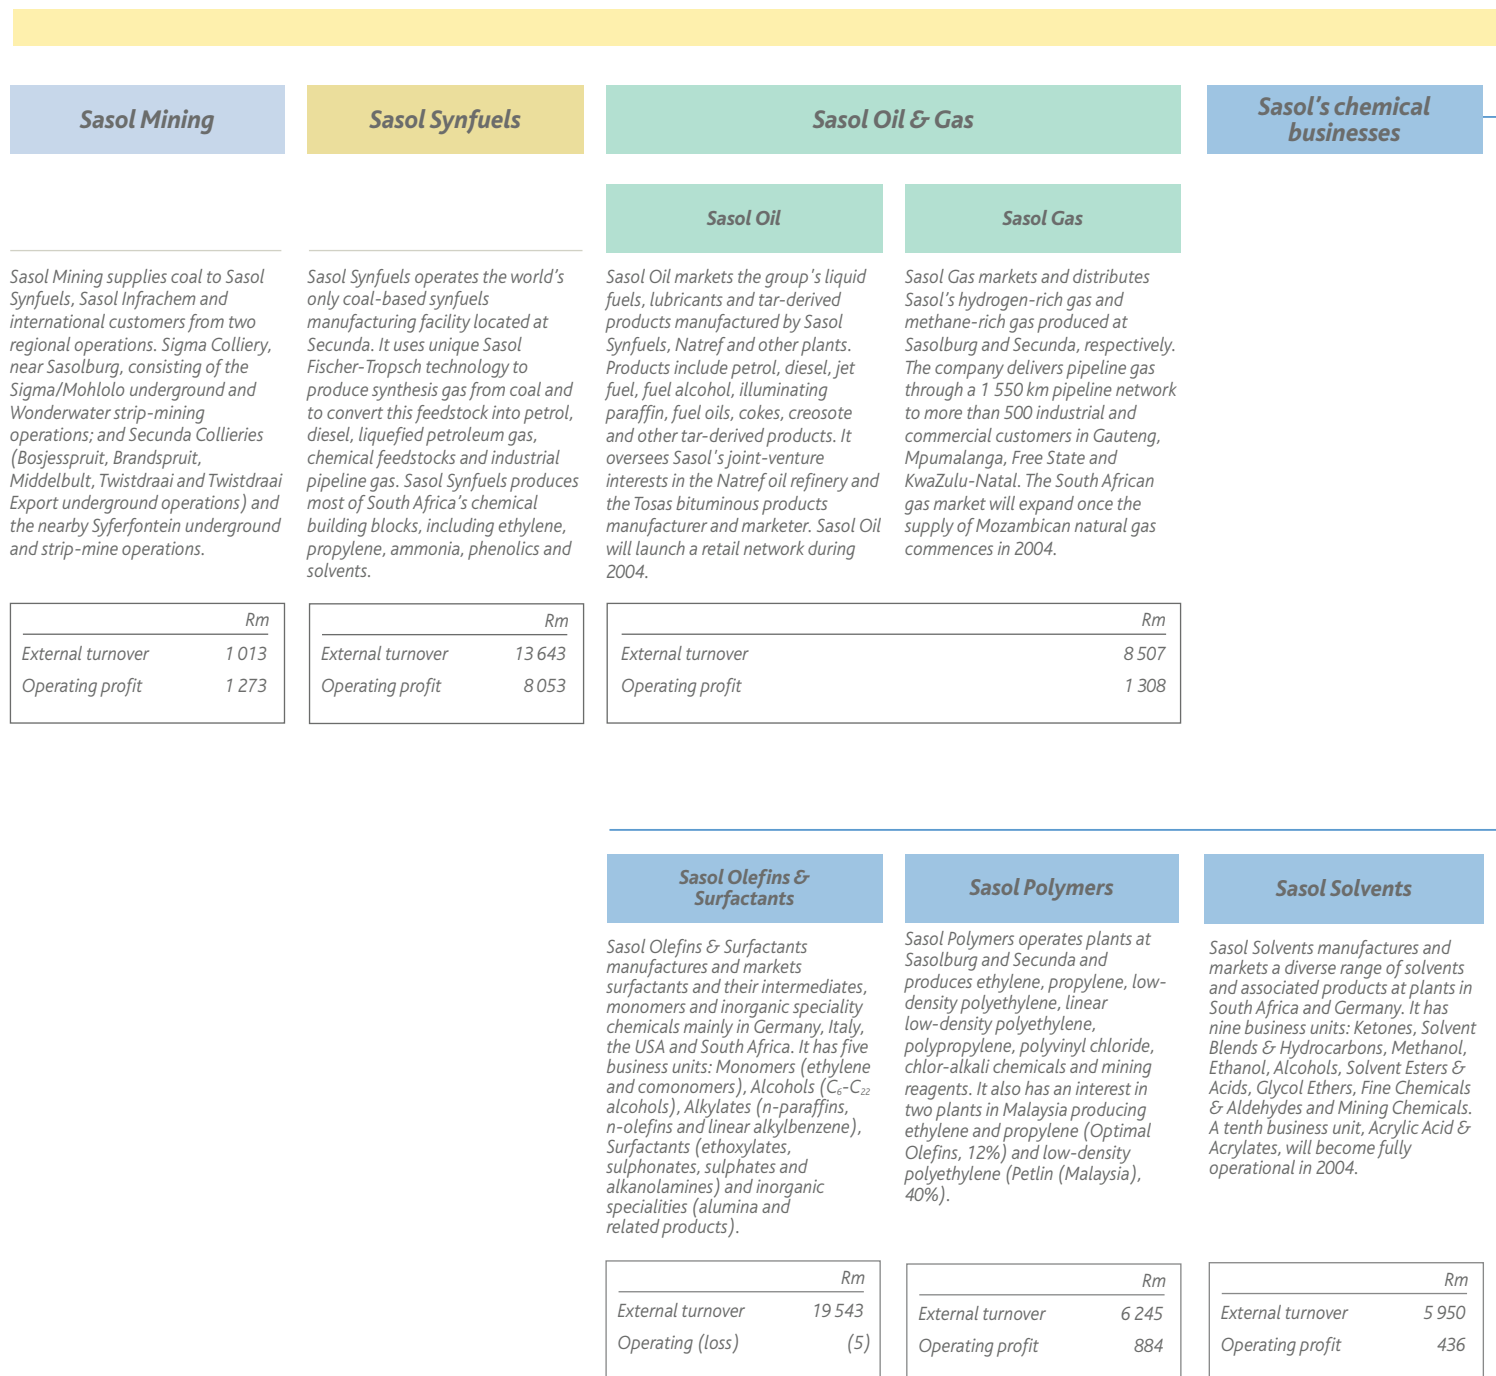 Sasol Mining
Sasol Mining supplies coal to Sasol
Synfuels, Sasol Infrachem and
international customers from two
regional operations. Sigma Colliery,
near Sasolburg, consisting of the
Sigma/Mohlolo underground and
Wonderwater strip-mining
operations; and Secunda Collieries
(Bosjesspruit, Brandspruit,
Middelbult, Twistdraai and Twistdraai
Export underground operations) and
the nearby Syferfontein underground
and strip-mine operations.
Rm
External turnover 1 013
Operating profit 1 273
Sasol Synfuels
Sasol Synfuels operates the world's
only coal-based synfuels
manufacturing facility located at
Secunda. It uses unique Sasol
Fischer-Tropsch technology to
produce synthesis gas from coal and
to convert this feedstock into petrol,
diesel, liquefied petroleum gas,
chemical feedstocks and industrial
pipeline gas. Sasol Synfuels produces
most of South Africa's chemical
building blocks, including ethylene,
propylene, ammonia, phenolics and
solvents.
Rm
External turnover 13 643
Operating profit 8 053
Sasol Oil & Gas
Sasol Oil
Sasol Oil markets the group's liquid
fuels, lubricants and tar-derived
products manufactured by Sasol
Synfuels, Natref and other plants.
Products include petrol, diesel, jet
fuel, fuel alcohol, illuminating
paraffin, fuel oils, cokes, creosote
and other tar-derived products. It
oversees Sasol's joint-venture
interests in the Natref oil refinery and
the Tosas bituminous products
manufacturer and marketer. Sasol Oil
will launch a retail network during
2004.
Sasol Gas
Sasol Gas markets and distributes
Sasol's hydrogen-rich gas and
methane-rich gas produced at
Sasolburg and Secunda, respectively.
The company delivers pipeline gas
through a 1 550 km pipeline network
to more than 500 industrial and
commercial customers in Gauteng,
Mpumalanga, Free State and
KwaZulu-Natal. The South African
gas market will expand once the
supply of Mozambican natural gas
commences in 2004.
Rm
External turnover 8 507
Operating profit 1 308
Sasol's chemical
businesses
Sasol Olefins &
Surfactants
Sasol Olefins & Surfactants
manufactures and markets
surfactants and their intermediates,
monomers and inorganic speciality
chemicals mainly in Germany, Italy,
the USA and South Africa. It has five
business units: Monomers (ethylene
and comonomers), Alcohols (C₆-C₂₂
alcohols), Alkylates (n-paraffins,
n-olefins and linear alkylbenzene),
Surfactants (ethoxylates,
sulphonates, sulphates and
alkanolamines) and inorganic
specialities (alumina and
related products).
Rm
External turnover 19 543
Operating (loss) (5)
Sasol Polymers
Sasol Polymers operates plants at
Sasolburg and Secunda and
produces ethylene, propylene, low-
density polyethylene, linear
low-density polyethylene,
polypropylene, polyvinyl chloride,
chlor-alkali chemicals and mining
reagents. It also has an interest in
two plants in Malaysia producing
ethylene and propylene (Optimal
Olefins, 12%) and low-density
polyethylene (Petlin (Malaysia),
40%).
Rm
External turnover 6 245
Operating profit 884
Sasol Solvents
Sasol Solvents manufactures and
markets a diverse range of solvents
and associated products at plants in
South Africa and Germany. It has
nine business units: Ketones, Solvent
Blends & Hydrocarbons, Methanol,
Ethanol, Alcohols, Solvent Esters &
Acids, Glycol Ethers, Fine Chemicals
& Aldehydes and Mining Chemicals.
A tenth business unit, Acrylic Acid &
Acrylates, will become fully
operational in 2004.
Rm
External turnover 5 950
Operating profit 436